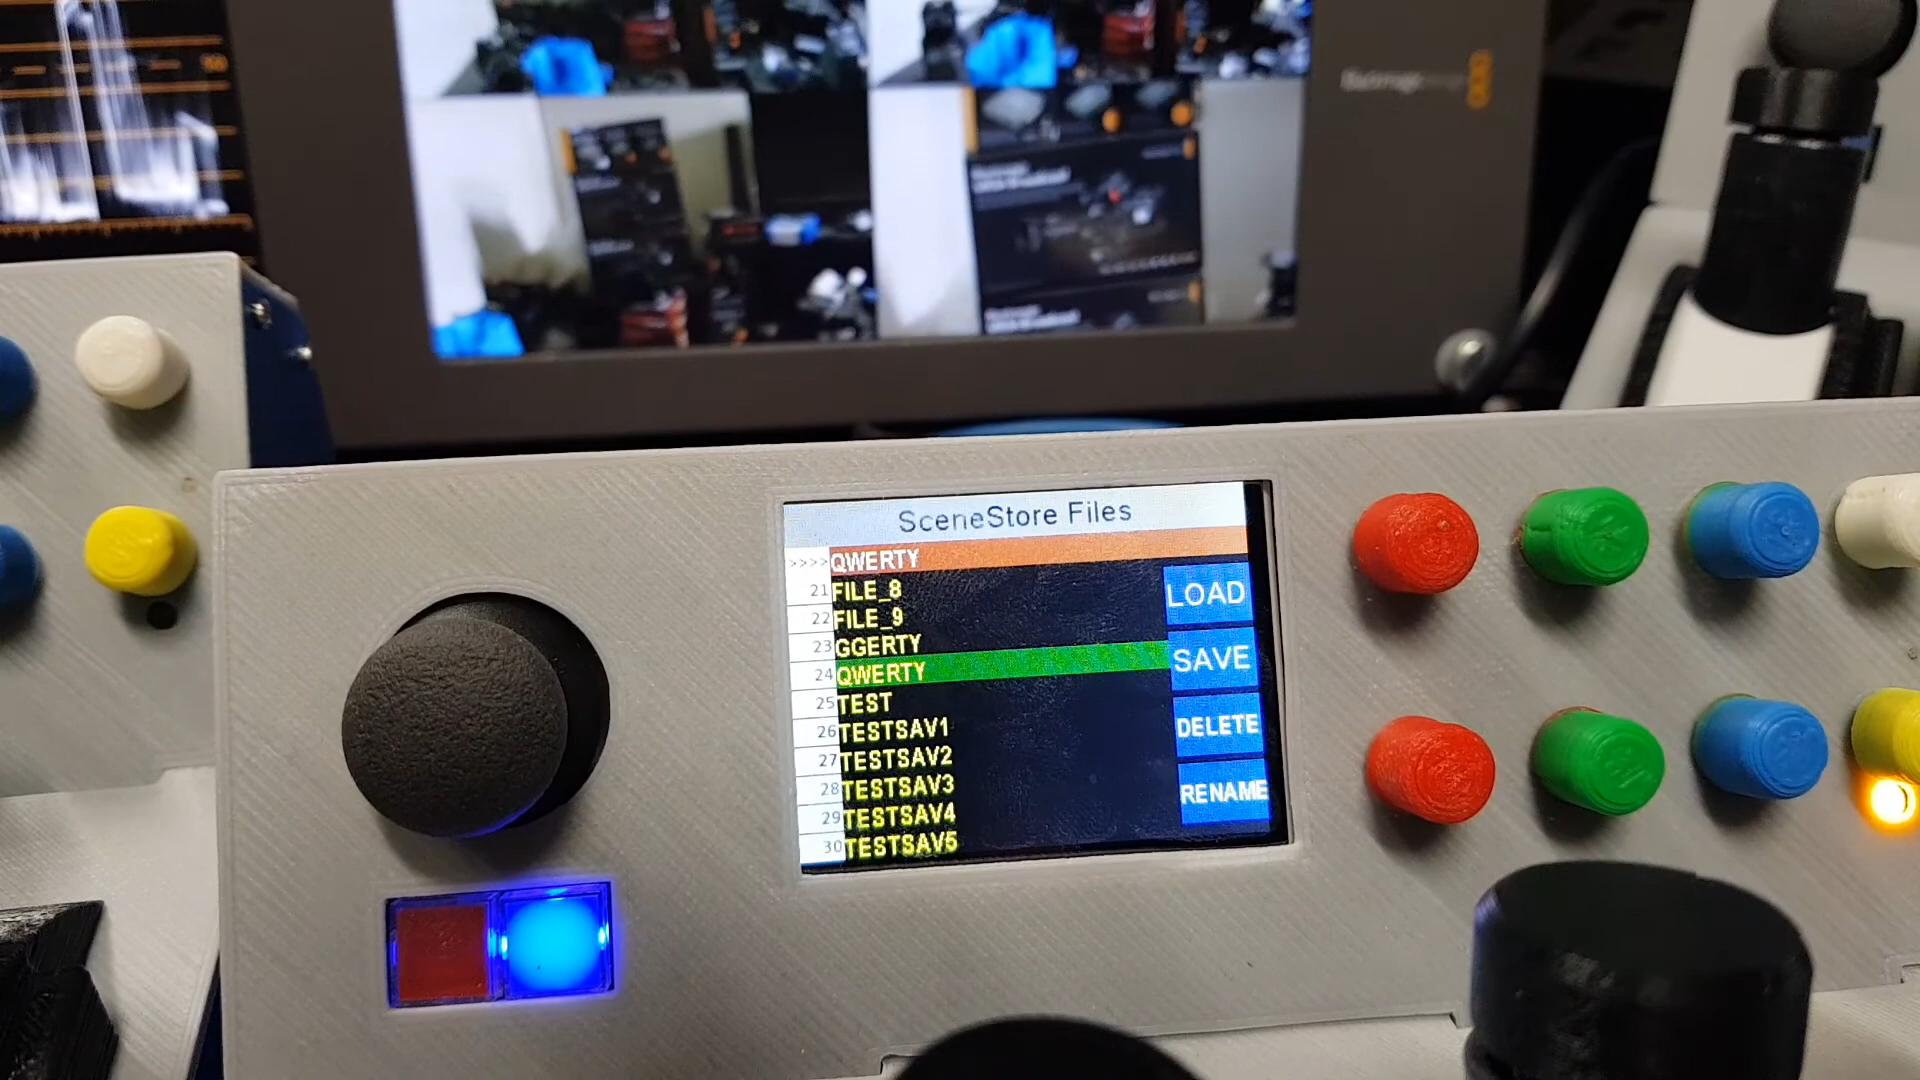 Blackmagicdesign
SceneStore Files
>>>>QWERTY
21 FILE_8
22 FILE_9
23 GGERTY
24 QWERTY
25 TEST
26 TESTSAV1
27 TESTSAV2
28 TESTSAV3
29 TESTSAV4
30 TESTSAV5
LOAD
SAVE
DELETE
RENAME